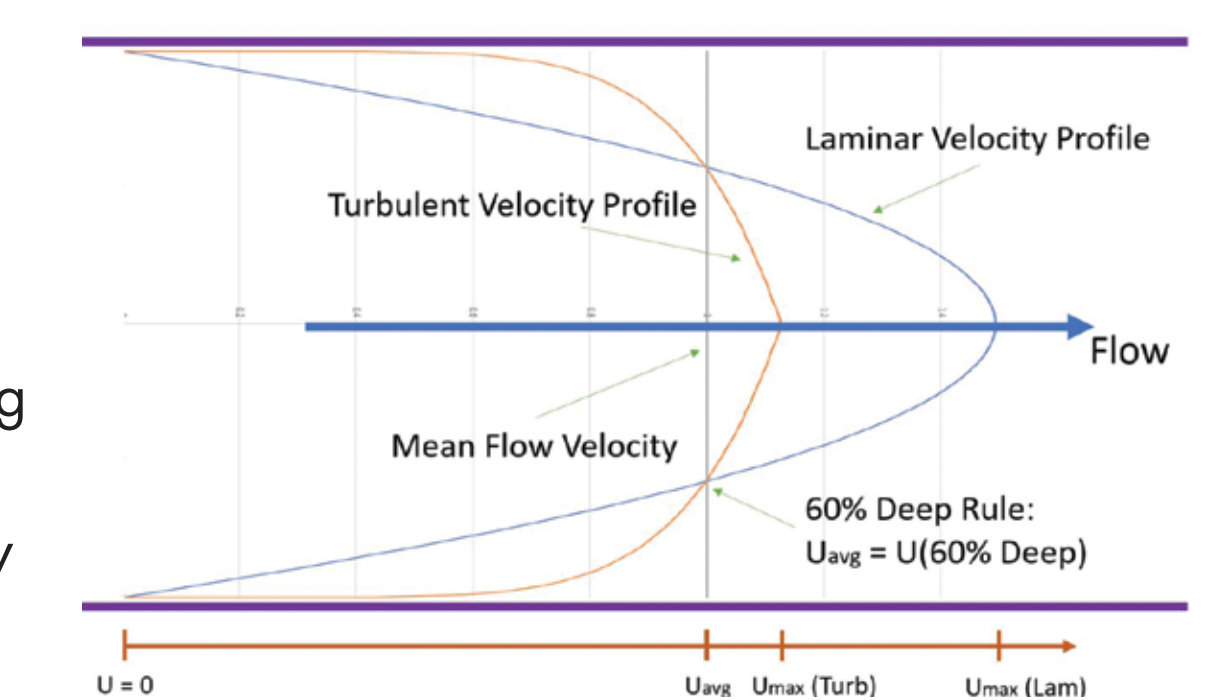 Laminar Velocity Profile
Turbulent Velocity Profile
Flow
g
Mean Flow Velocity
60% Deep Rule:
y
Uavg = U(60% Deep)
U = 0
Uavg
Umax (Turb)
Umax (Lam)